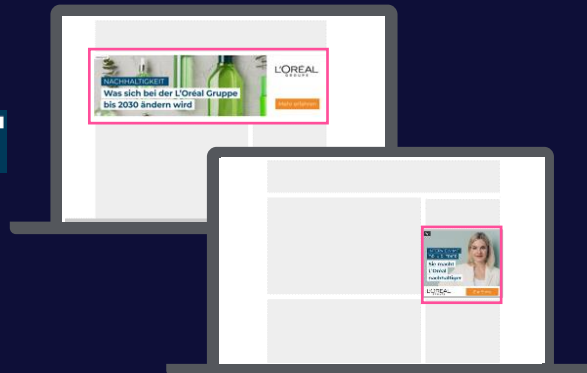 NACHHALTIGKEIT
Was sich bei der L'Oréal Gruppe
bis 2030 ändern wird
L'ORÉAL
GROUPE
Mehr erfahren
Sie macht
L'Oréal
nachhaltiger
L'ORÉAL